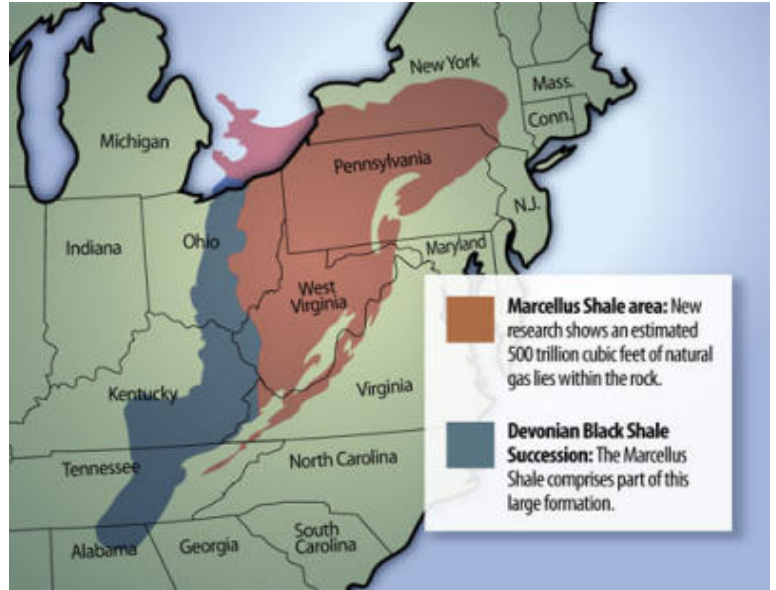 New York
Mass.
Michigan
Conn.
Pennsylvania
N.J.
Indiana
Ohio
Maryland
West
Virginia
Marcellus Shale area: New
research shows an estimated
500 trillion cubic feet of natural
gas lies within the rock.
Kentucky
Virginia
Devonian Black Shale
Succession: The Marcellus
Shale comprises part of this
large formation.
Tennessee
North Carolina
Alabama
Georgia
South
Carolina